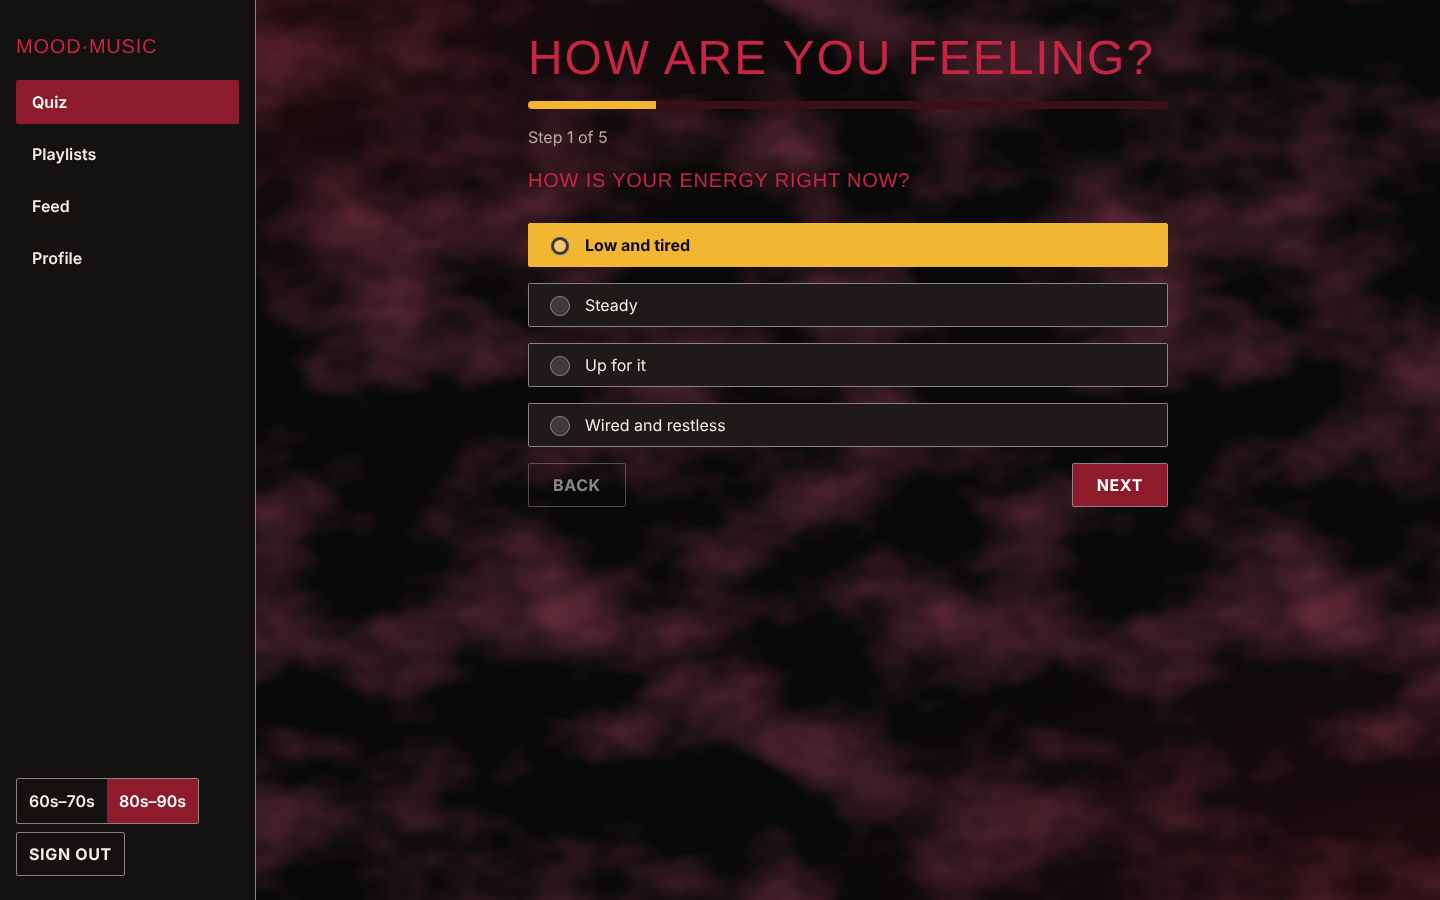 MOOD·MUSIC
Quiz
Playlists
Feed
Profile
60s–70s 80s–90s
SIGN OUT
HOW ARE YOU FEELING?
Step 1 of 5
HOW IS YOUR ENERGY RIGHT NOW?
Low and tired
Steady
Up for it
Wired and restless
BACK NEXT